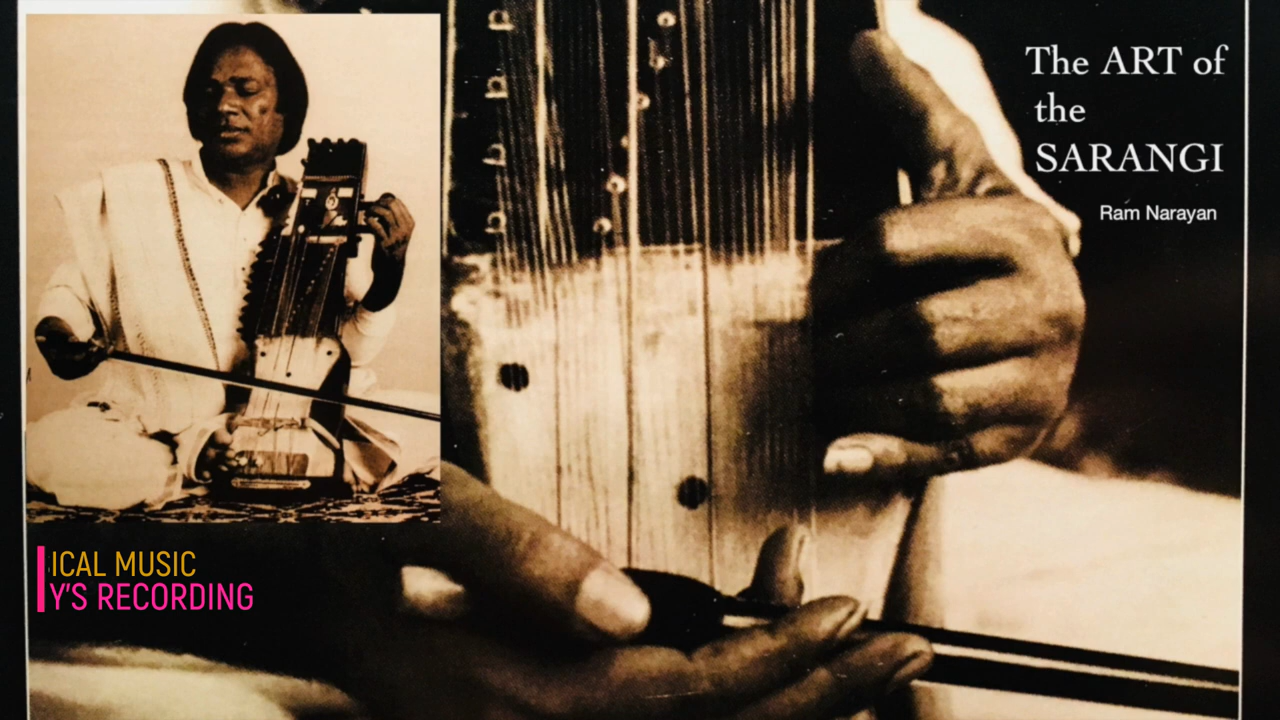 The ART of
the
SARANGI
Ram Narayan
ICAL MUSIC
Y'S RECORDING